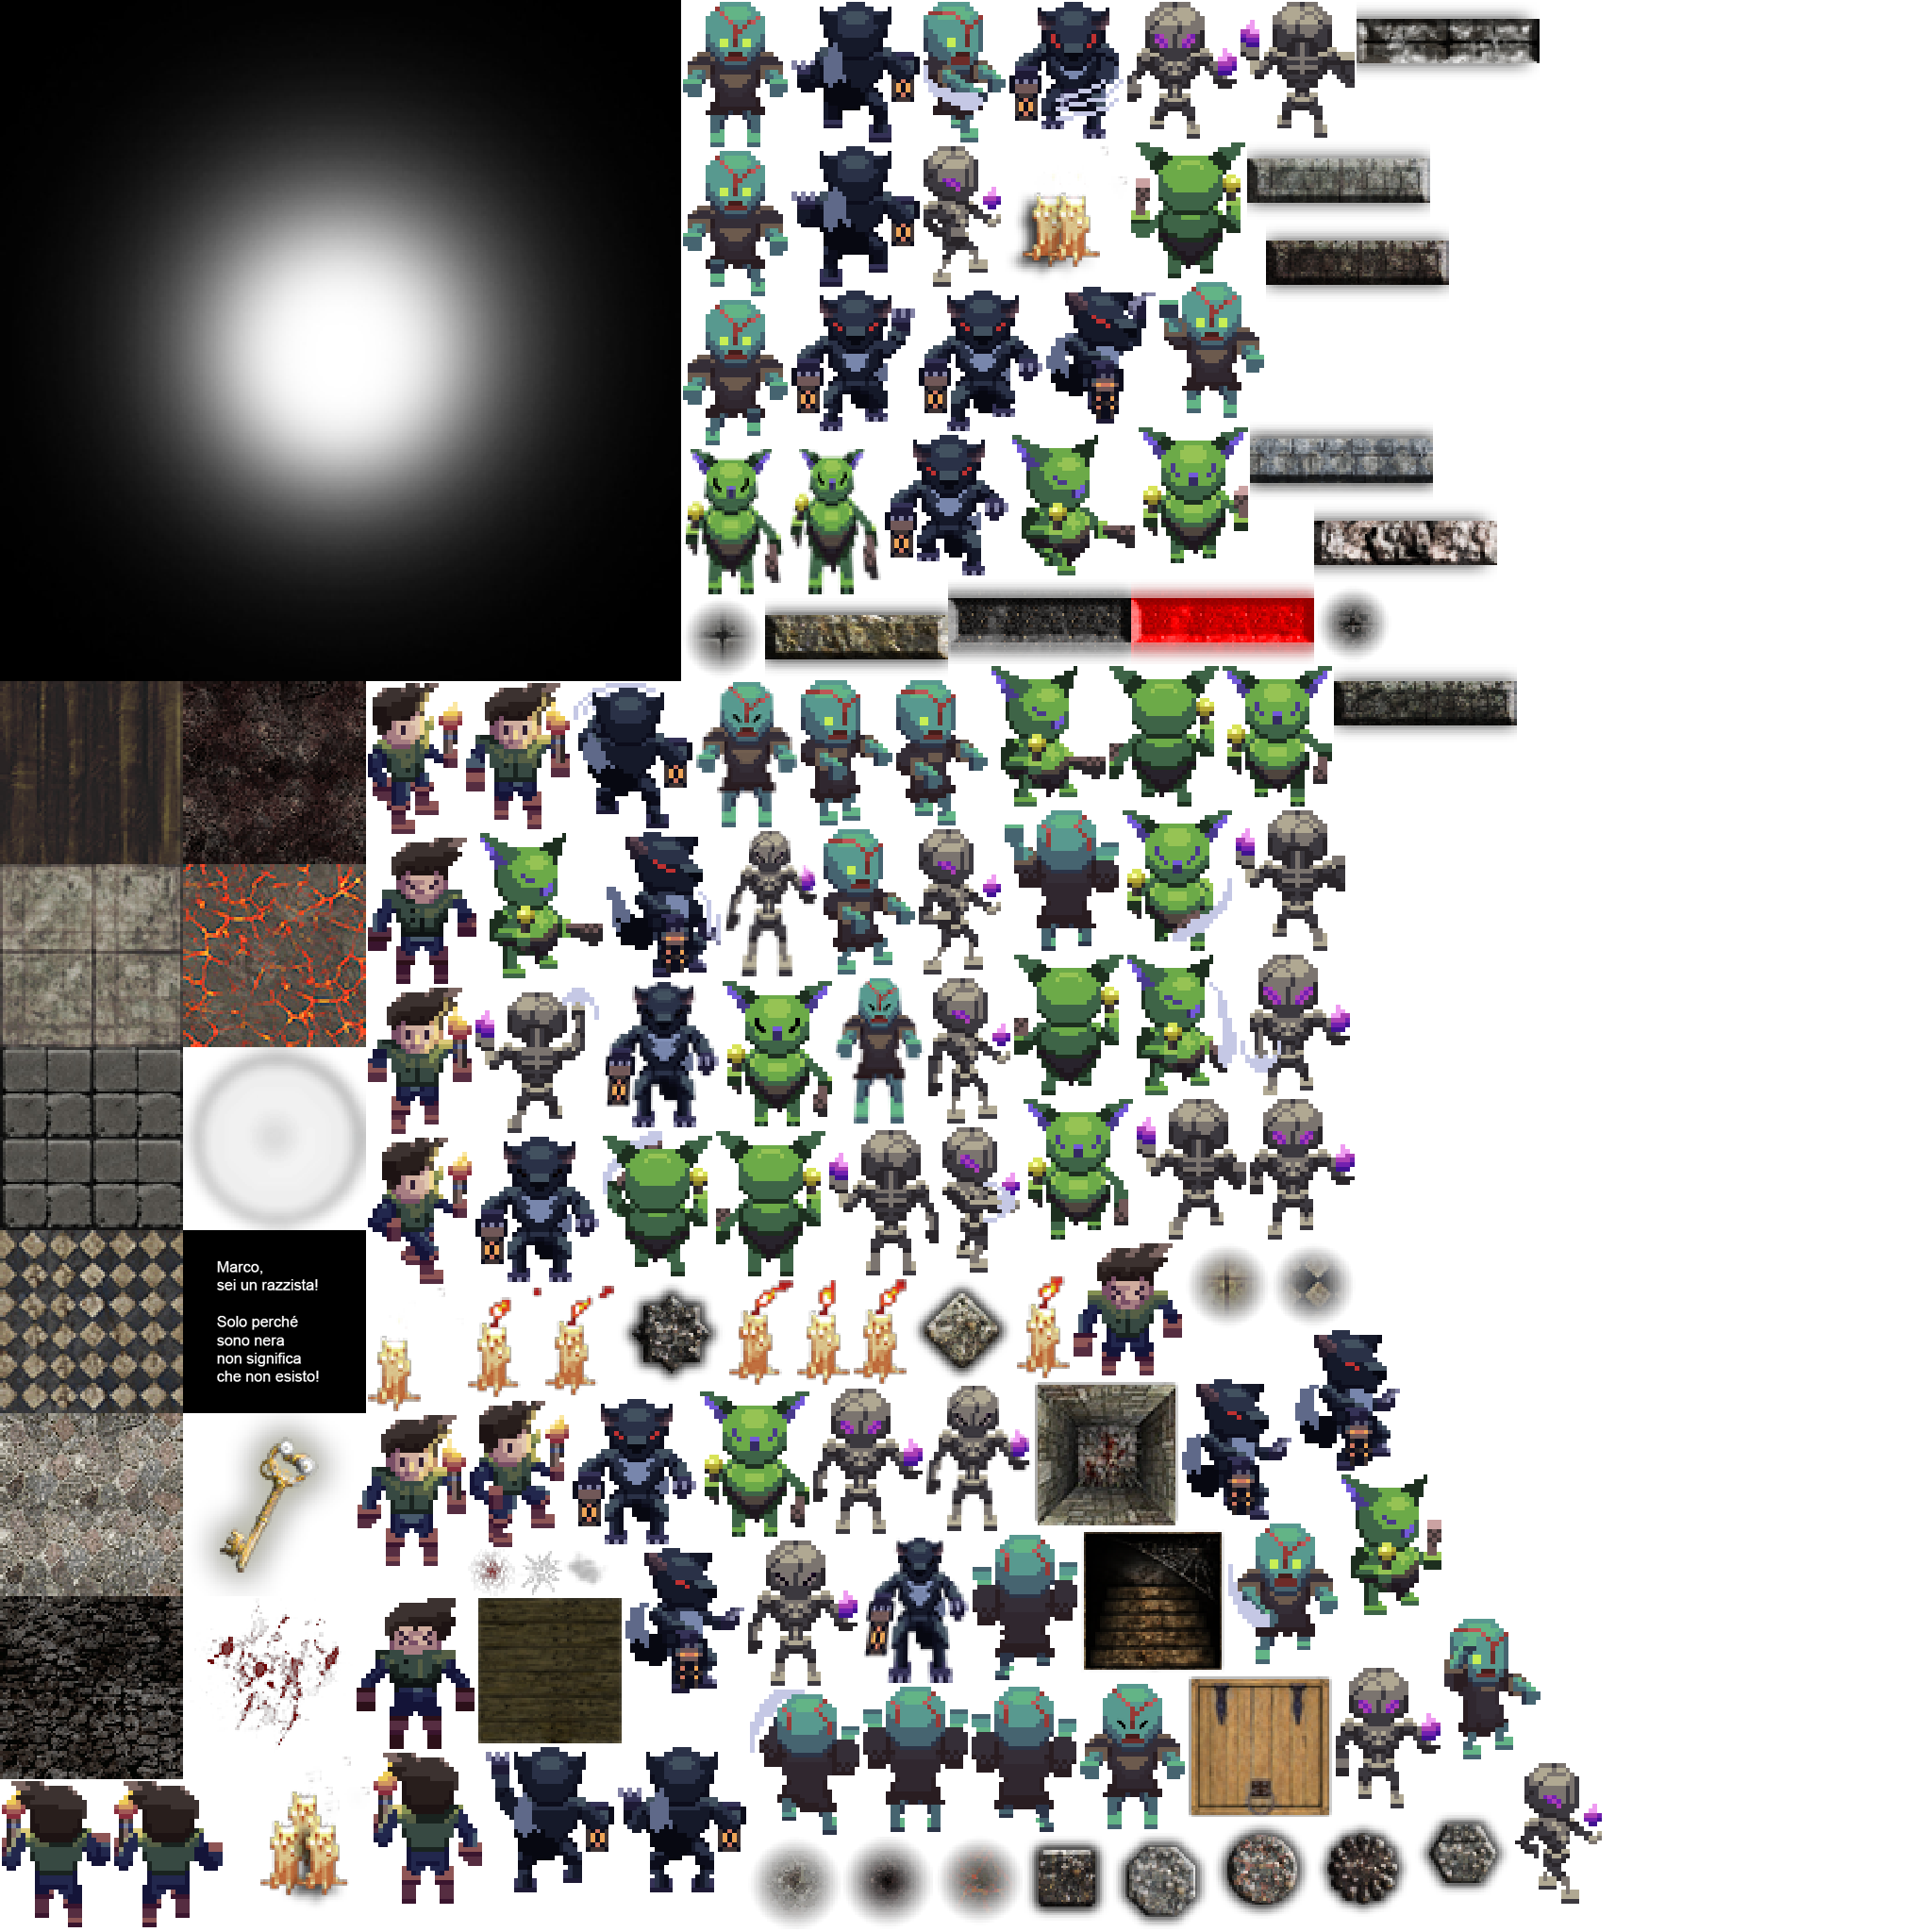 Marco,
sei un razzista!
Solo perché
sono nera
non significa
che non esisto!